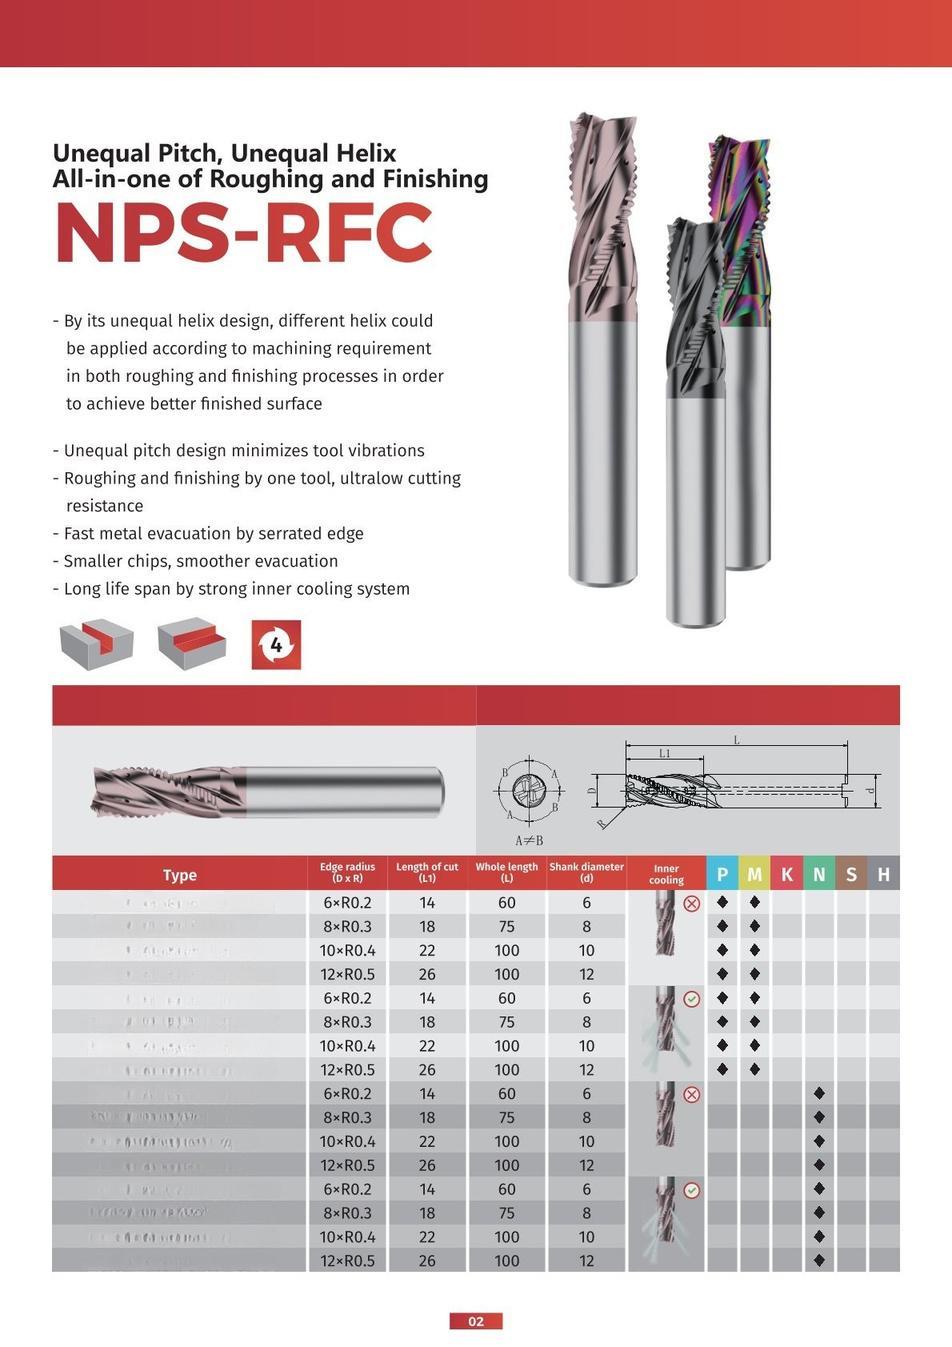 Unequal Pitch, Unequal Helix
All-in-one of Roughing and Finishing
NPS-RFC
- By its unequal helix design, different helix could
be applied according to machining requirement
in both roughing and finishing processes in order
to achieve better finished surface
- Unequal pitch design minimizes tool vibrations
- Roughing and finishing by one tool, ultralow cutting
resistance
- Fast metal evacuation by serrated edge
- Smaller chips, smoother evacuation
- Long life span by strong inner cooling system
4
L
L1
B A
D d
A B
R
A≠B
Type Edge radius (D x R) Length of cut (L1) Whole length (L) Shank diameter (d) Inner cooling P M K N S H
6×R0.2 14 60 6 ◆ ◆
8×R0.3 18 75 8 ◆ ◆
10×R0.4 22 100 10 ◆ ◆
12×R0.5 26 100 12 ◆ ◆
6×R0.2 14 60 6 ◆ ◆
8×R0.3 18 75 8 ◆ ◆
10×R0.4 22 100 10 ◆ ◆
12×R0.5 26 100 12 ◆ ◆
6×R0.2 14 60 6 ◆
8×R0.3 18 75 8 ◆
10×R0.4 22 100 10 ◆
12×R0.5 26 100 12 ◆
6×R0.2 14 60 6 ◆
8×R0.3 18 75 8 ◆
10×R0.4 22 100 10 ◆
12×R0.5 26 100 12 ◆
02